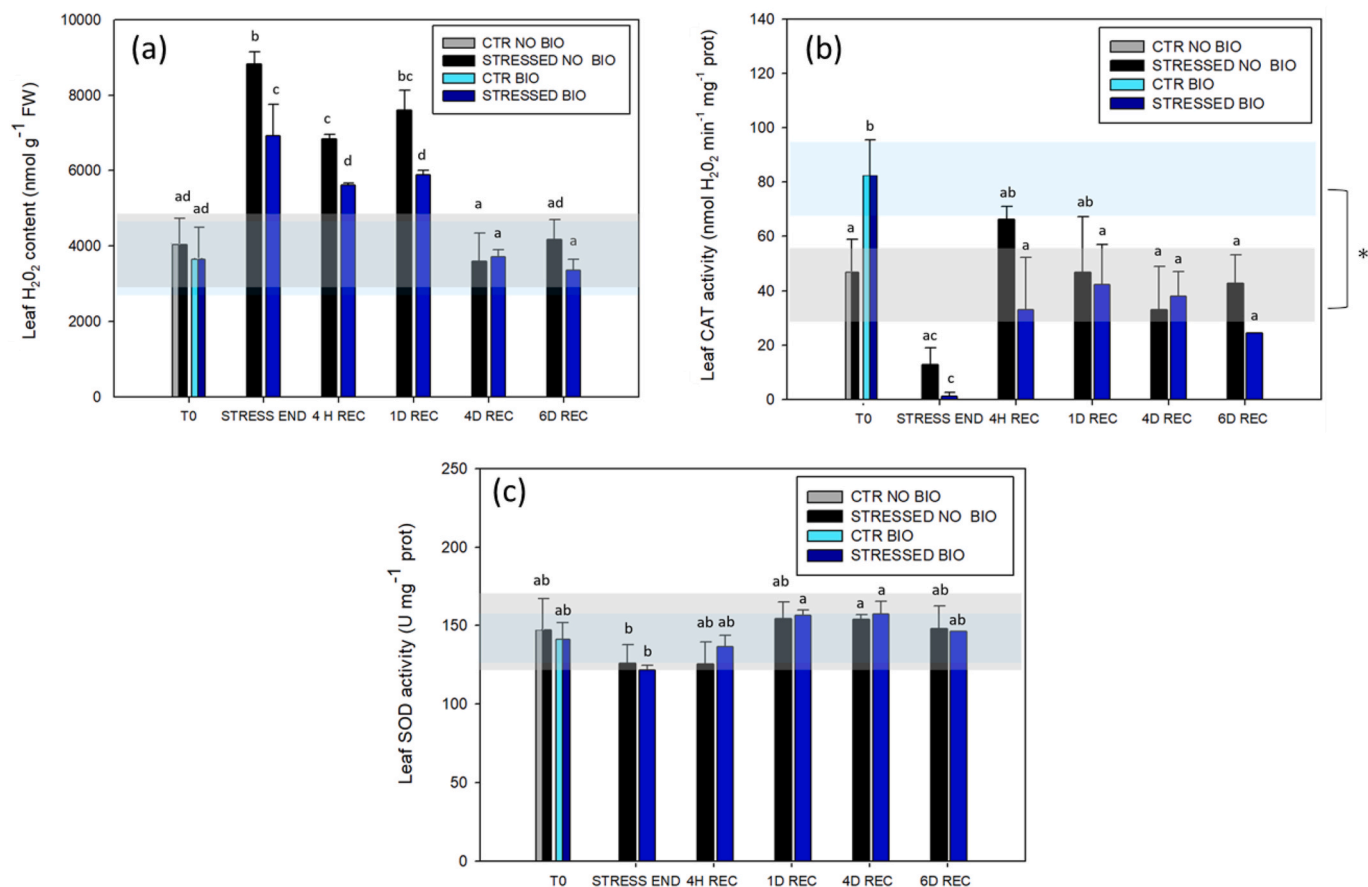 (a)
CTR NO BIO
STRESSED NO BIO
CTR BIO
STRESSED BIO
Leaf H₂0₂ content (nmol g⁻¹ FW)
10000
8000
6000
4000
2000
0
ad
ad
b
c
c
d
bc
d
a
a
ad
a
T0 STRESS END 4 H REC 1D REC 4D REC 6D REC
(b)
CTR NO BIO
STRESSED NO BIO
CTR BIO
STRESSED BIO
Leaf CAT activity (nmol H₂0₂ min⁻¹ mg⁻¹ prot)
140
120
100
80
60
40
20
0
a
b
ac
c
ab
a
ab
a
a
a
a
a
*
T0 STRESS END 4H REC 1D REC 4D REC 6D REC
(c)
CTR NO BIO
STRESSED NO BIO
CTR BIO
STRESSED BIO
Leaf SOD activity (U mg⁻¹ prot)
250
200
150
100
50
0
ab
ab
b
b
ab
ab
ab
a
a
a
ab
ab
T0 STRESS END 4H REC 1D REC 4D REC 6D REC